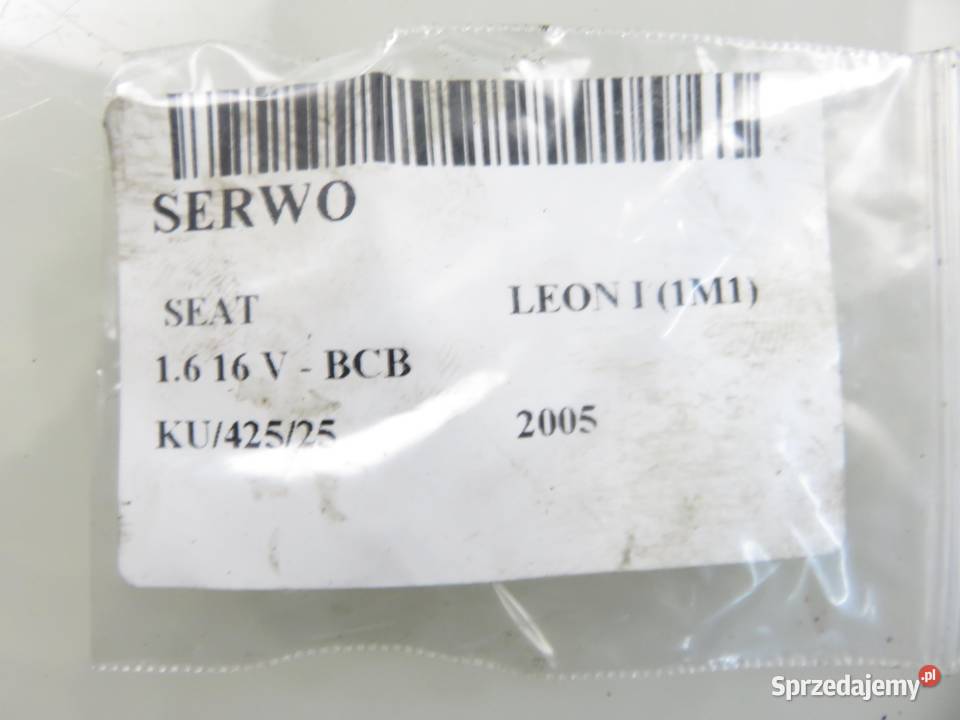 SERWO
SEAT LEON I (1M1)
1.6 16 V - BCB
KU/425/25 2005
Sprzedajemy.pl